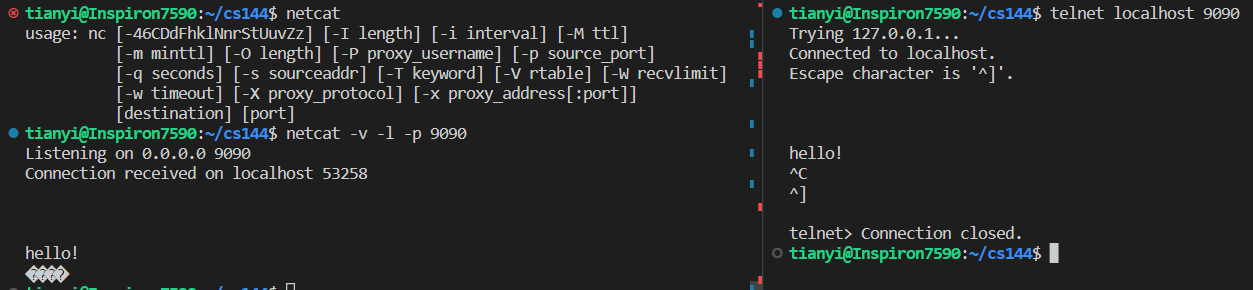 tianyi@Inspiron7590:~/cs144$ netcat
usage: nc [-46CDdFhklNnrStUuvZz] [-I length] [-i interval] [-M ttl]
[-m minttl] [-O length] [-P proxy_username] [-p source_port]
[-q seconds] [-s sourceaddr] [-T keyword] [-V rtable] [-W recvlimit]
[-w timeout] [-X proxy_protocol] [-x proxy_address[:port]]
[destination] [port]
tianyi@Inspiron7590:~/cs144$ netcat -v -l -p 9090
Listening on 0.0.0.0 9090
Connection received on localhost 53258
hello!
����
tianyi@Inspiron7590:~/cs144$ telnet localhost 9090
Trying 127.0.0.1...
Connected to localhost.
Escape character is '^]'.
hello!
^C
^]
telnet> Connection closed.
tianyi@Inspiron7590:~/cs144$